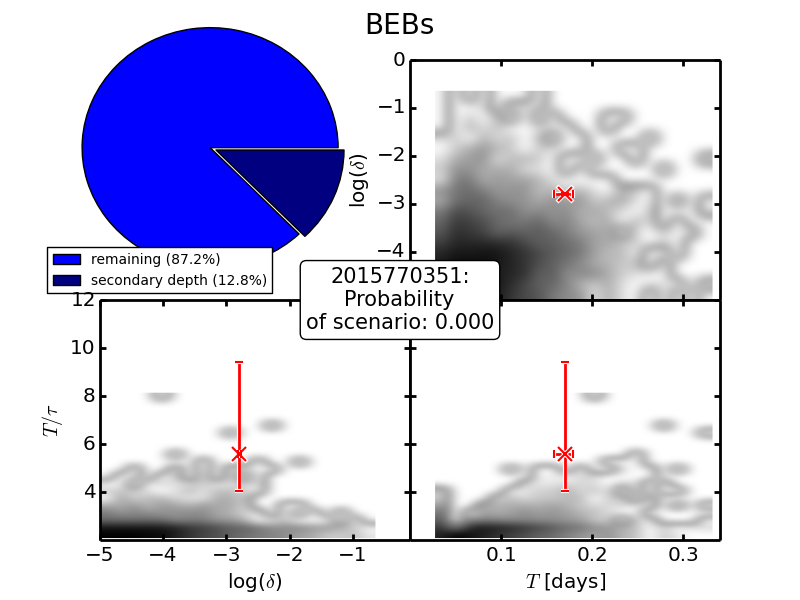 BEBs
remaining (87.2%)
secondary depth (12.8%)
log(δ)
0
−1
−2
−3
−4
2015770351:
Probability
of scenario: 0.000
T/τ
12
10
8
6
4
−5 −4 −3 −2 −1
log(δ)
0.1 0.2 0.3
T [days]